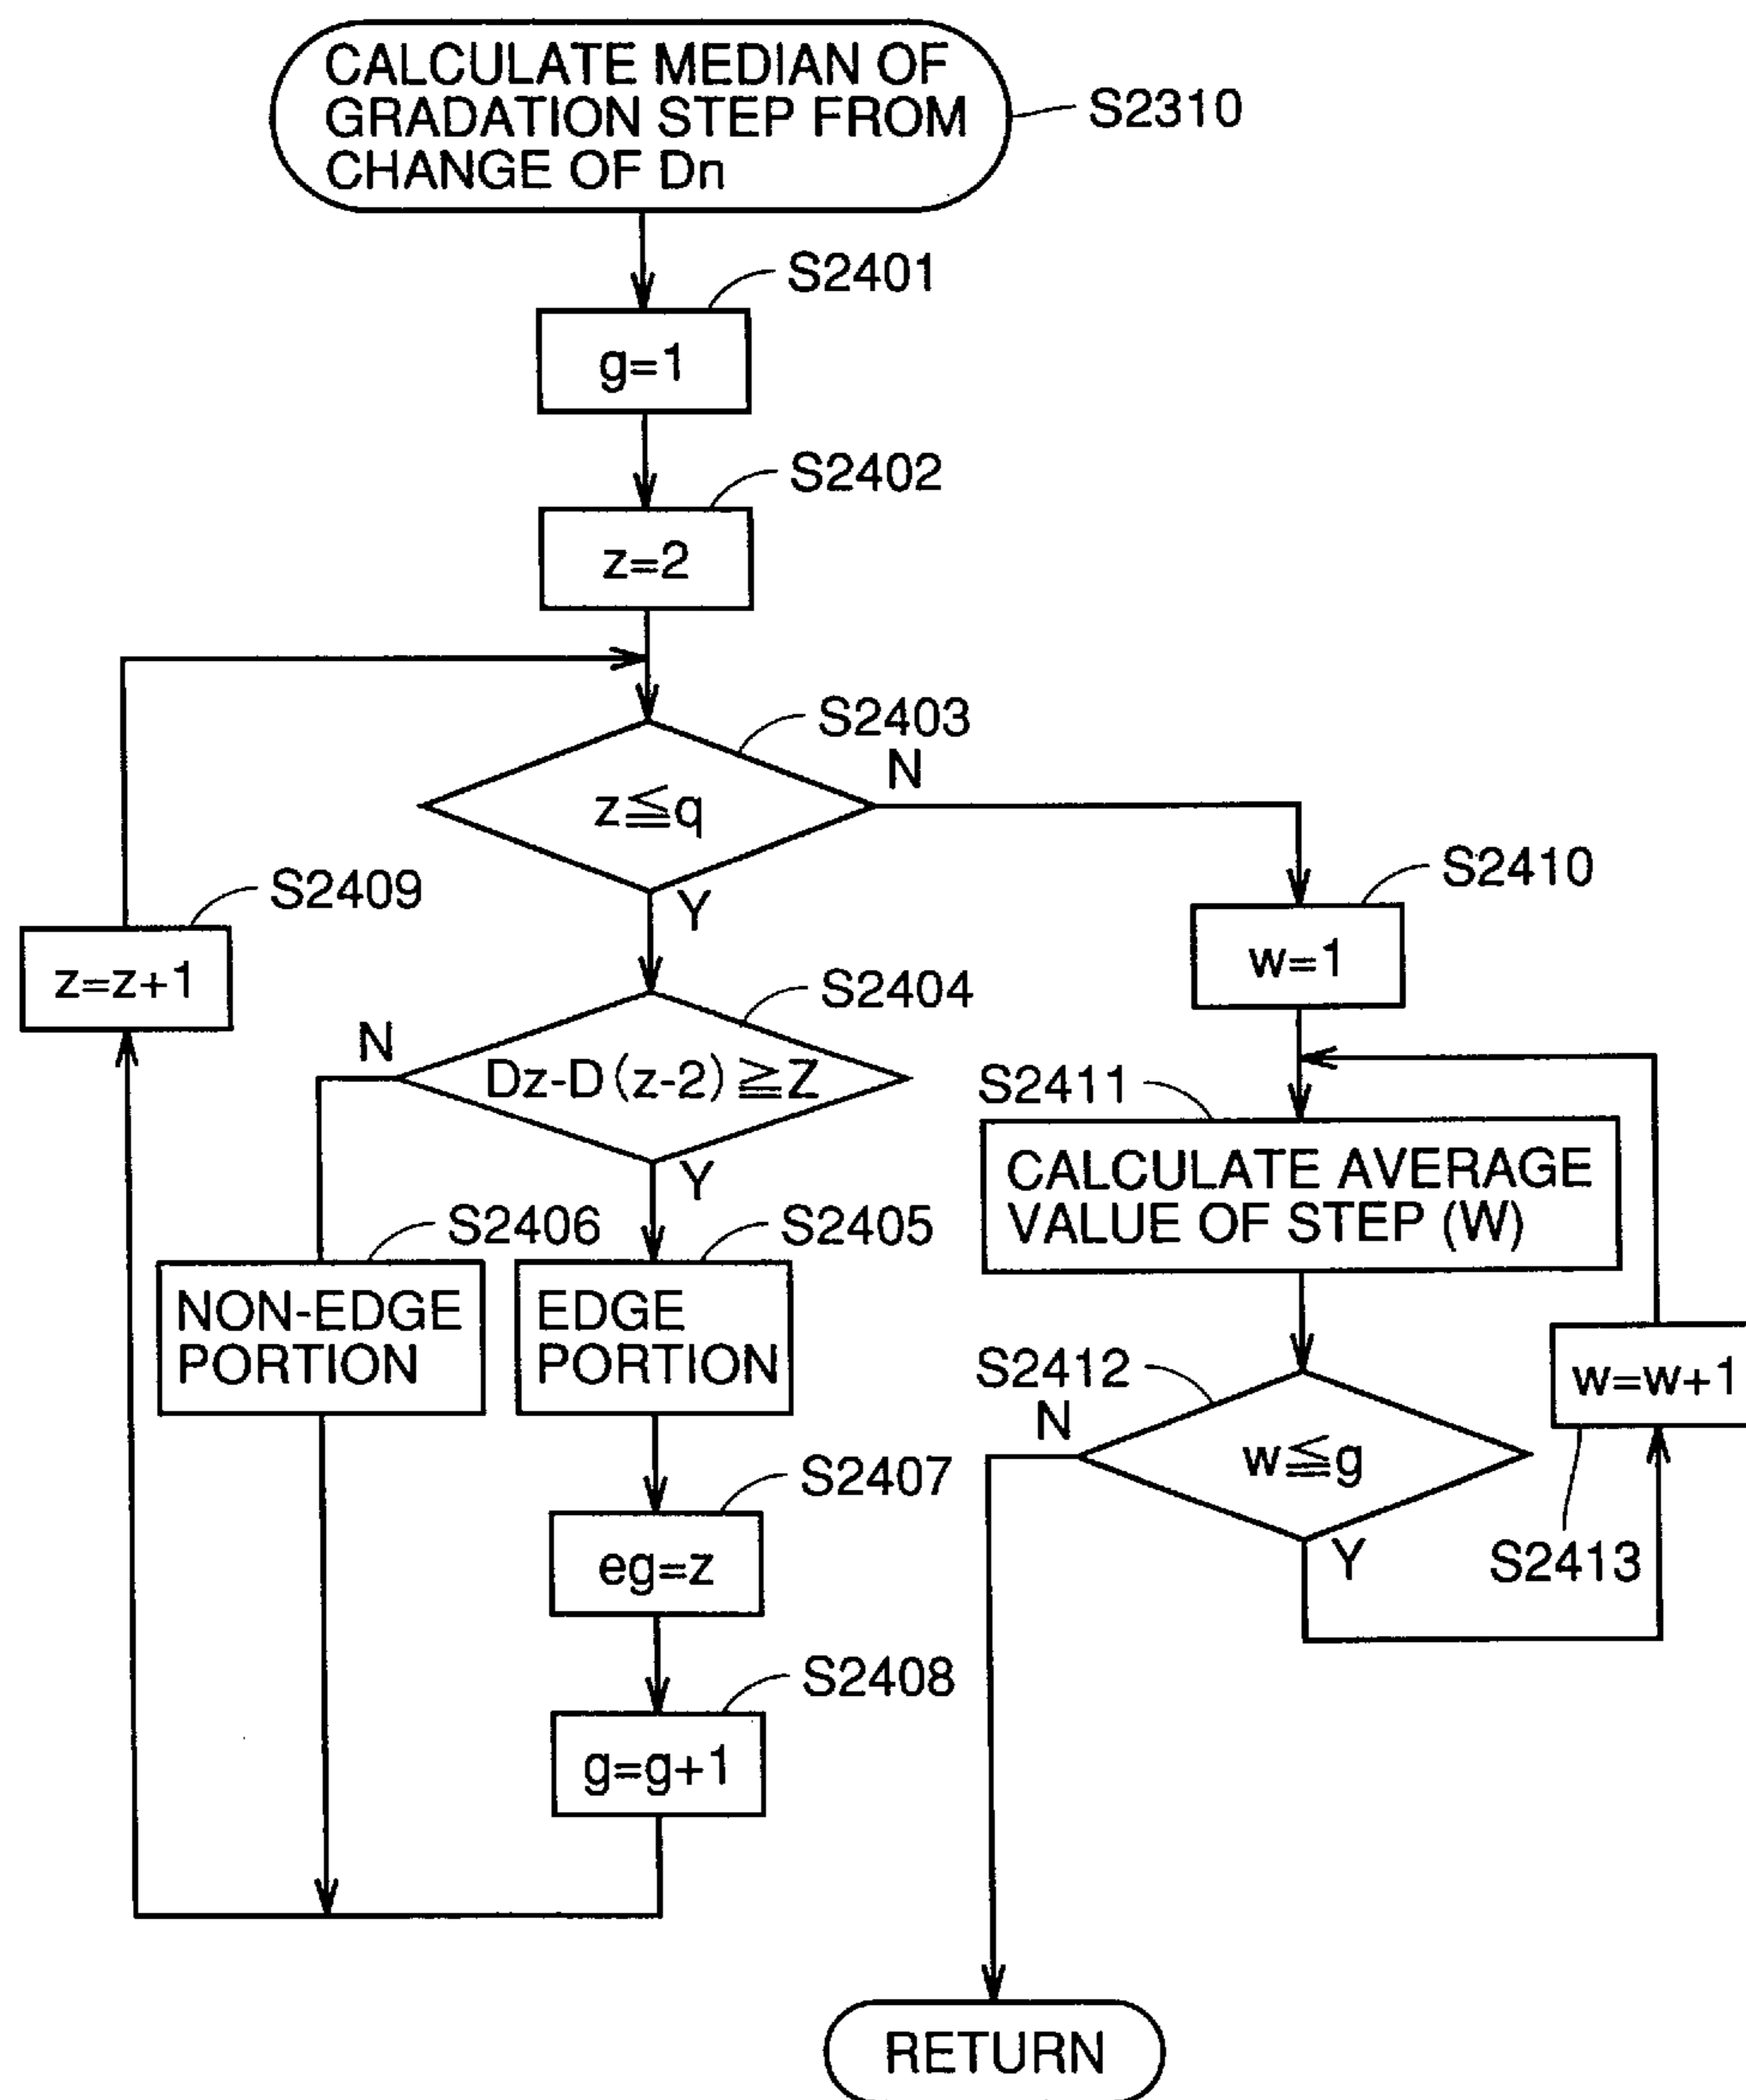 CALCULATE MEDIAN OF
GRADATION STEP FROM
CHANGE OF Dn
S2310
S2401
g=1
S2402
z=2
S2403
z≦q
N
Y
S2409
z=z+1
S2410
w=1
S2404
Dz-D(z-2)≧Z
N
Y
S2411
CALCULATE AVERAGE
VALUE OF STEP (W)
S2406
NON-EDGE
PORTION
S2405
EDGE
PORTION
S2412
w≦g
N
Y
w=w+1
S2413
S2407
eg=z
S2408
g=g+1
RETURN